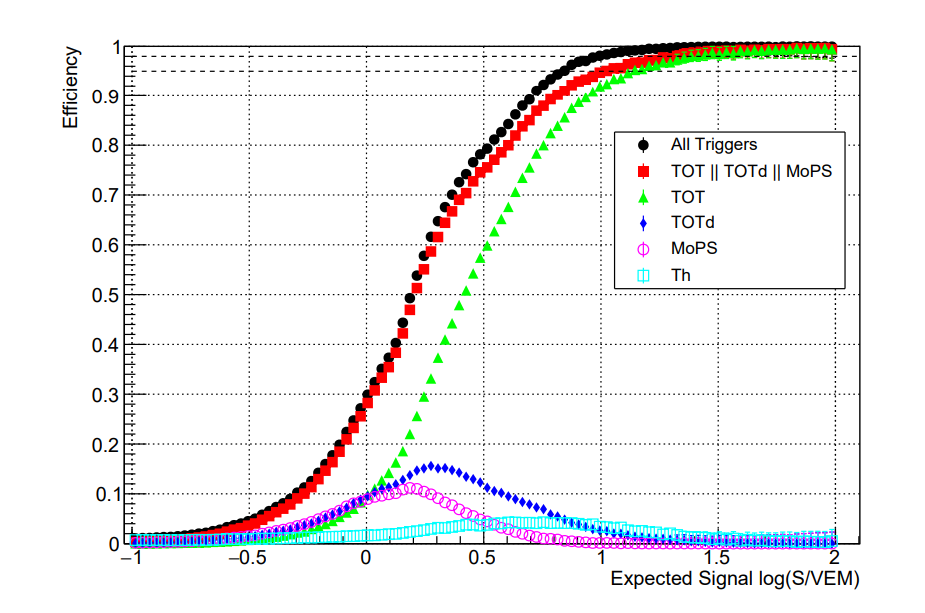 Efficiency
1
0.9
0.8
0.7
0.6
0.5
0.4
0.3
0.2
0.1
0
All Triggers
TOT || TOTd || MoPS
TOT
TOTd
MoPS
Th
−1 −0.5 0 0.5 1 1.5 2
Expected Signal log(S/VEM)